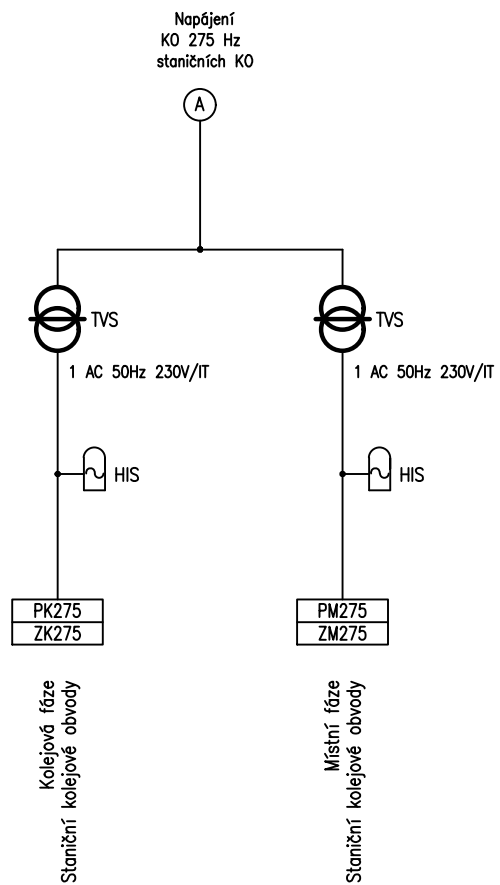 Napájení
KO 275 Hz
staničních KO
A
TVS
TVS
1 AC 50Hz 230V/IT
1 AC 50Hz 230V/IT
HIS
HIS
PK275
ZK275
PM275
ZM275
Kolejová fáze
Staniční kolejové obvody
Místní fáze
Staniční kolejové obvody